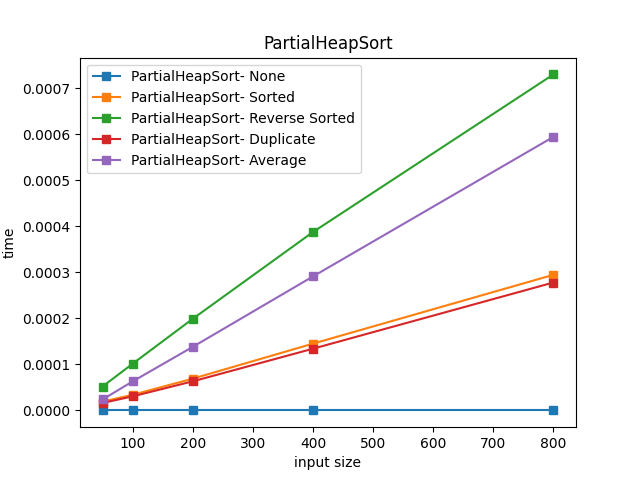 PartialHeapSort
PartialHeapSort- None
PartialHeapSort- Sorted
PartialHeapSort- Reverse Sorted
PartialHeapSort- Duplicate
PartialHeapSort- Average
0.0007
0.0006
0.0005
0.0004
0.0003
0.0002
0.0001
0.0000
time
100 200 300 400 500 600 700 800
input size